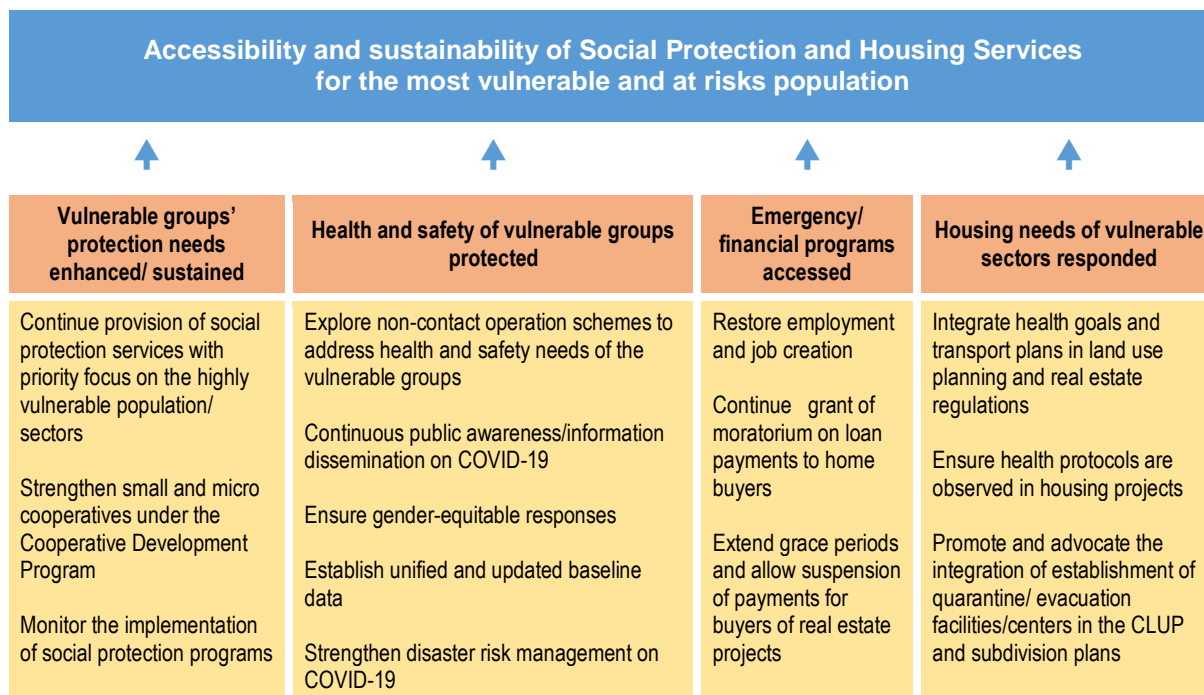 Accessibility and sustainability of Social Protection and Housing Services
for the most vulnerable and at risks population
Vulnerable groups’
protection needs
enhanced/ sustained
Health and safety of vulnerable groups
protected
Emergency/
financial programs
accessed
Housing needs of vulnerable
sectors responded
Continue provision of social
protection services with
priority focus on the highly
vulnerable population/
sectors
Strengthen small and micro
cooperatives under the
Cooperative Development
Program
Monitor the implementation
of social protection programs
Explore non-contact operation schemes to
address health and safety needs of the
vulnerable groups
Continuous public awareness/information
dissemination on COVID-19
Ensure gender-equitable responses
Establish unified and updated baseline
data
Strengthen disaster risk management on
COVID-19
Restore employment
and job creation
Continue grant of
moratorium on loan
payments to home
buyers
Extend grace periods
and allow suspension
of payments for
buyers of real estate
projects
Integrate health goals and
transport plans in land use
planning and real estate
regulations
Ensure health protocols are
observed in housing projects
Promote and advocate the
integration of establishment of
quarantine/ evacuation
facilities/centers in the CLUP
and subdivision plans